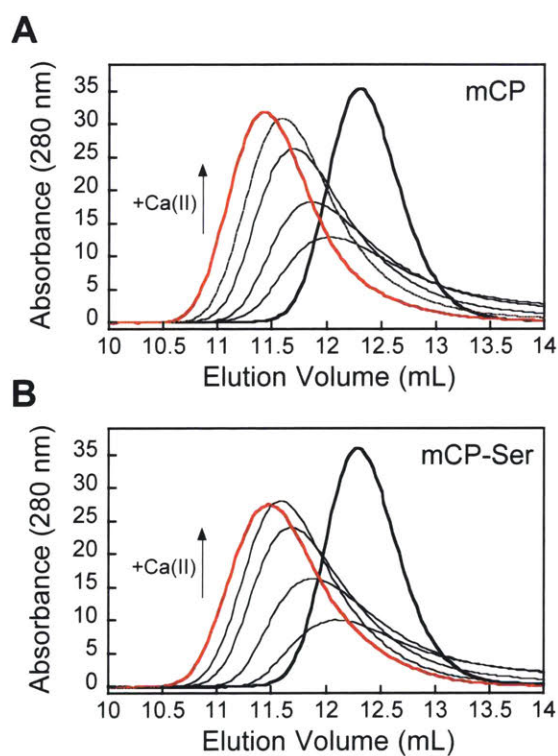 A
mCP
Absorbance (280 nm)
35
30
25
20
15
10
5
0
+Ca(II)
10 10.5 11 11.5 12 12.5 13 13.5 14
Elution Volume (mL)
B
mCP-Ser
Absorbance (280 nm)
35
30
25
20
15
10
5
0
+Ca(II)
10 10.5 11 11.5 12 12.5 13 13.5 14
Elution Volume (mL)